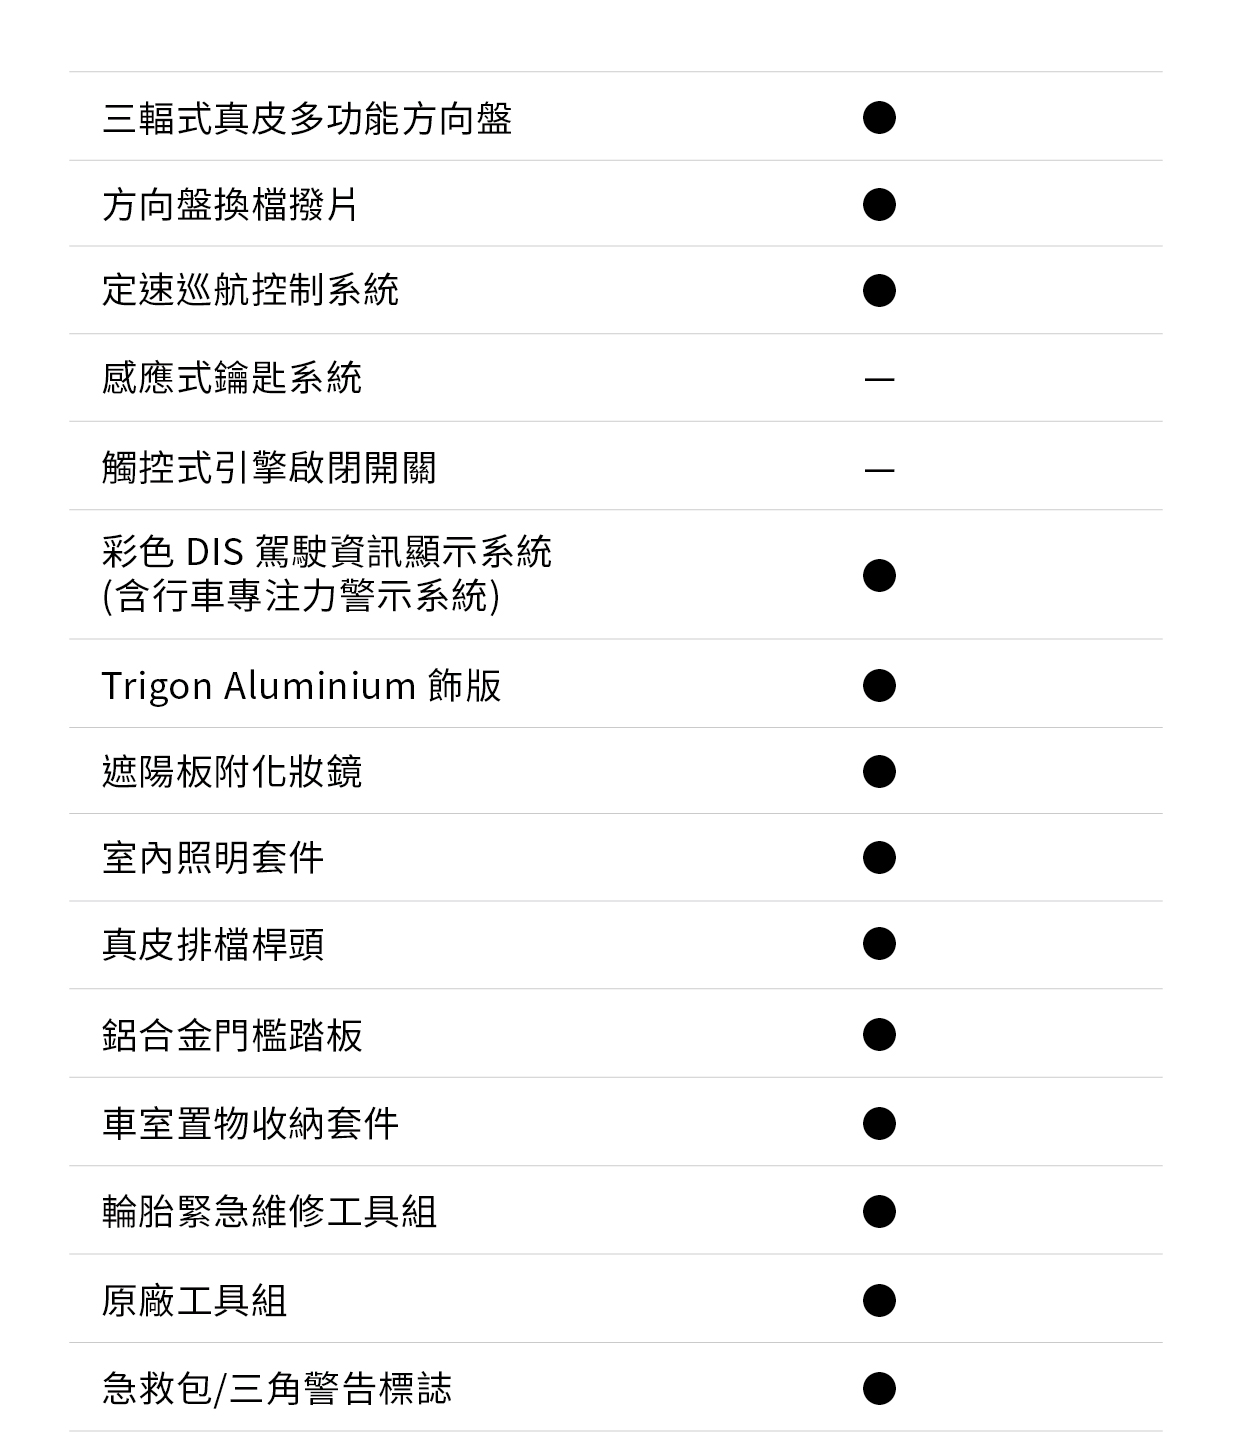 三輻式真皮多功能方向盤 ●
方向盤換檔撥片 ●
定速巡航控制系統 ●
感應式鑰匙系統 —
觸控式引擎啟閉開關 —
彩色 DIS 駕駛資訊顯示系統
(含行車專注力警示系統) ●
Trigon Aluminium 飾版 ●
遮陽板附化妝鏡 ●
室內照明套件 ●
真皮排檔桿頭 ●
鋁合金門檻踏板 ●
車室置物收納套件 ●
輪胎緊急維修工具組 ●
原廠工具組 ●
急救包/三角警告標誌 ●